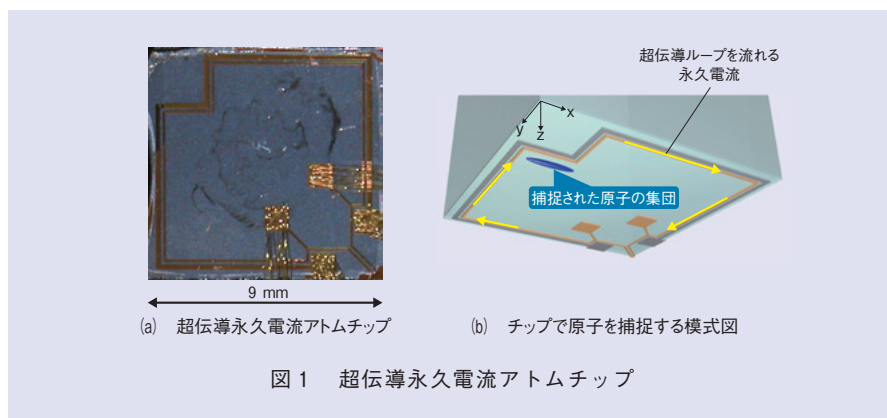 超伝導ループを流れる
永久電流
x
y
z
捕捉された原子の集団
9 mm
(a) 超伝導永久電流アトムチップ
(b) チップで原子を捕捉する模式図
図1 超伝導永久電流アトムチップ